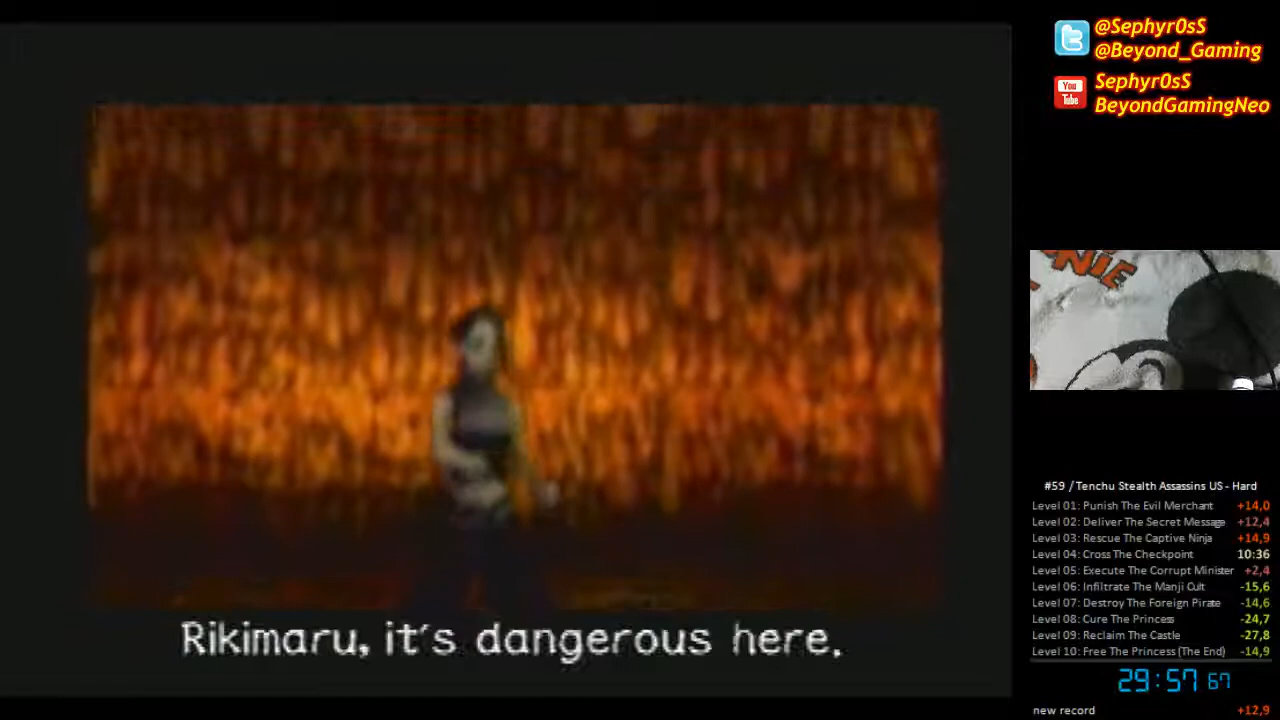 @Sephyr0sS
@Beyond_Gaming
You
Tube
Sephyr0sS
BeyondGamingNeo
NIE
#59 / Tenchu Stealth Assassins US - Hard
Level 01: Punish The Evil Merchant +14,0
Level 02: Deliver The Secret Message +12,4
Level 03: Rescue The Captive Ninja +14,9
Level 04: Cross The Checkpoint 10:36
Level 05: Execute The Corrupt Minister +2,4
Level 06: Infiltrate The Manji Cult -15,6
Level 07: Destroy The Foreign Pirate -14,6
Level 08: Cure The Princess -24,7
Level 09: Reclaim The Castle -27,8
Level 10: Free The Princess (The End) -14,9
29:57 67
new record +12,9
Rikimaru, it's dangerous here.